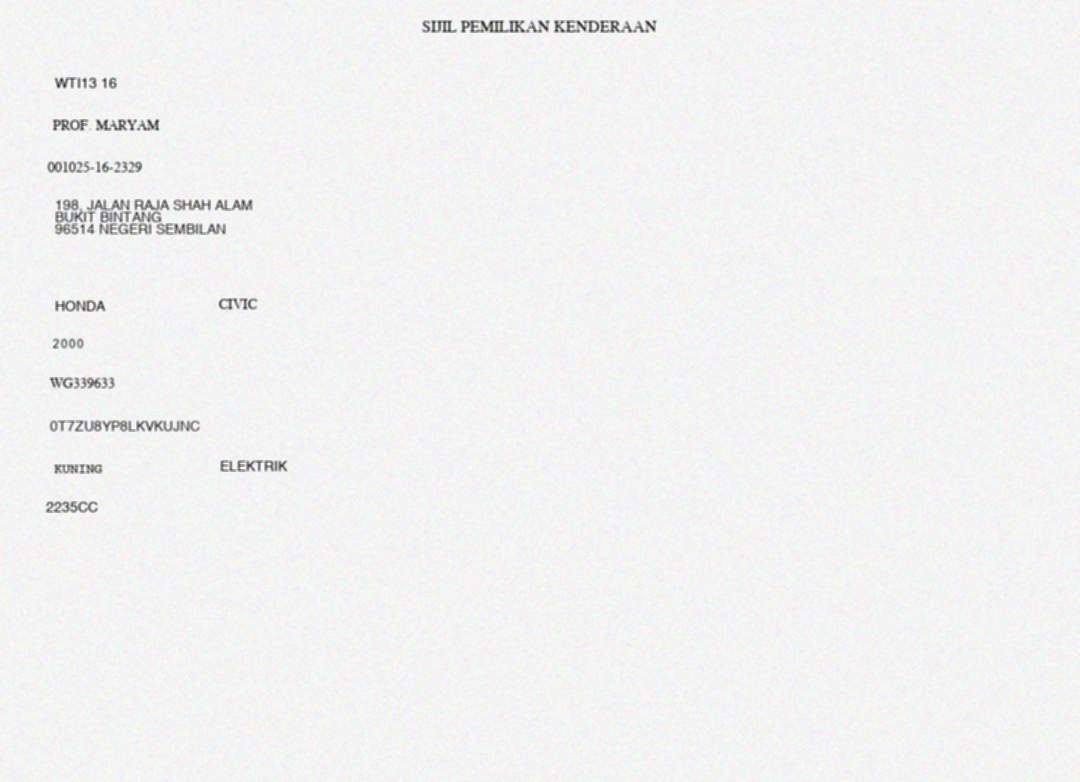 SIJIL PEMILIKAN KENDERAAN
WTI13 16
PROF. MARYAM
001025-16-2329
198, JALAN RAJA SHAH ALAM
BUKIT BINTANG
96514 NEGERI SEMBILAN
HONDA CIVIC
2000
WG339633
0T7ZU8YP8LKVKUJNC
KUNING ELEKTRIK
2235CC